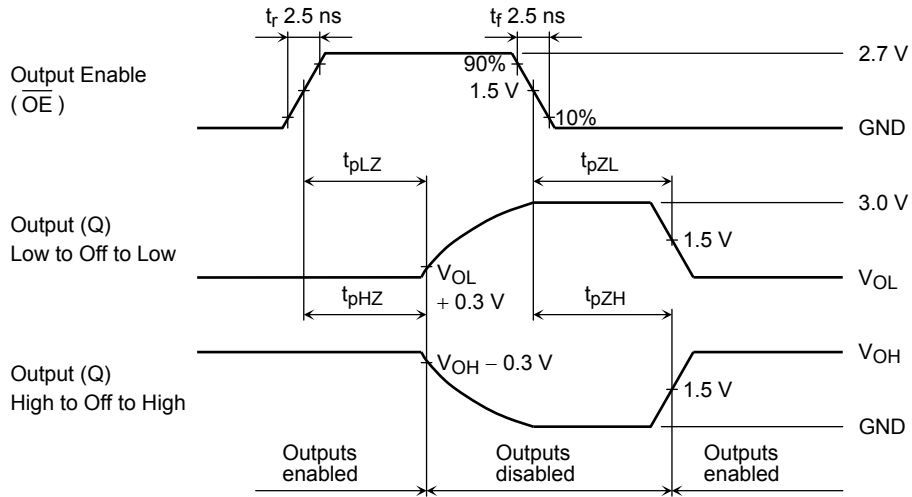 tr 2.5 ns
tf 2.5 ns
Output Enable
( OE )
90%
1.5 V
10%
2.7 V
GND
tpLZ
tpZL
Output (Q)
Low to Off to Low
3.0 V
1.5 V
VOL
+ 0.3 V
VOL
tpHZ
tpZH
Output (Q)
High to Off to High
VOH − 0.3 V
VOH
1.5 V
GND
Outputs
enabled
Outputs
disabled
Outputs
enabled